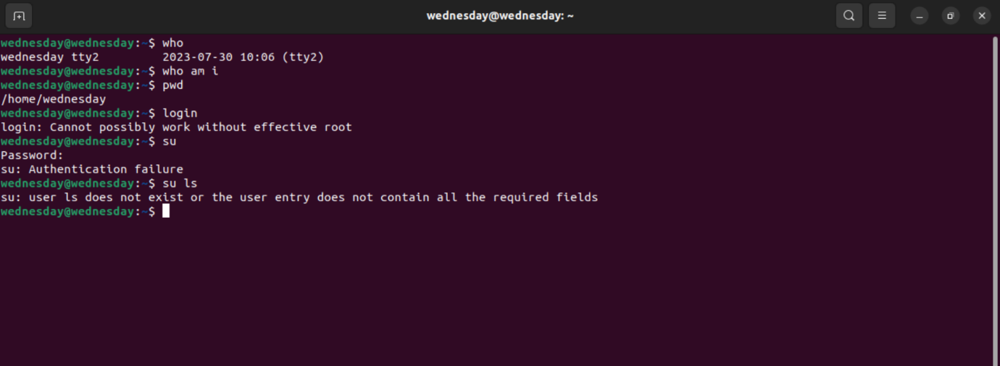 wednesday@wednesday: ~
wednesday@wednesday:~$ who
wednesday tty2         2023-07-30 10:06 (tty2)
wednesday@wednesday:~$ who am i
wednesday@wednesday:~$ pwd
/home/wednesday
wednesday@wednesday:~$ login
login: Cannot possibly work without effective root
wednesday@wednesday:~$ su
Password:
su: Authentication failure
wednesday@wednesday:~$ su ls
su: user ls does not exist or the user entry does not contain all the required fields
wednesday@wednesday:~$